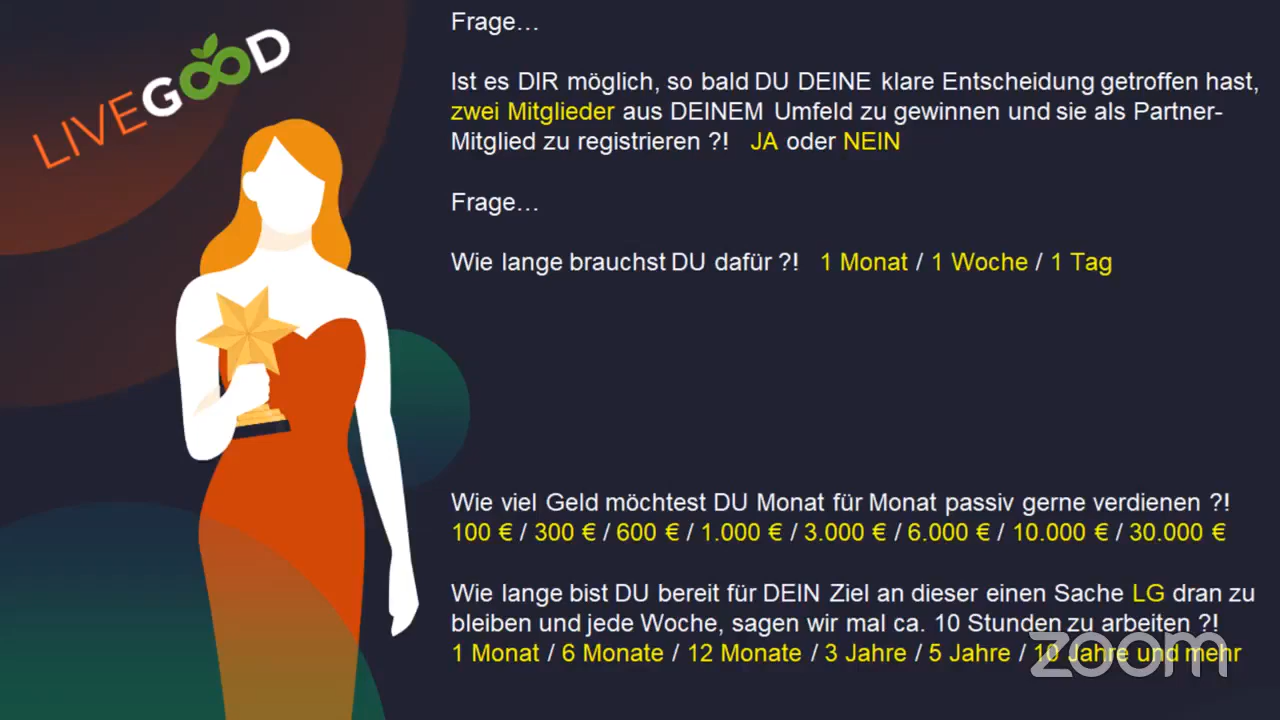 LIVEGOOD
Frage…
Ist es DIR möglich, so bald DU DEINE klare Entscheidung getroffen hast,
zwei Mitglieder aus DEINEM Umfeld zu gewinnen und sie als Partner-
Mitglied zu registrieren ?! JA oder NEIN
Frage…
Wie lange brauchst DU dafür ?! 1 Monat / 1 Woche / 1 Tag
Wie viel Geld möchtest DU Monat für Monat passiv gerne verdienen ?!
100 € / 300 € / 600 € / 1.000 € / 3.000 € / 6.000 € / 10.000 € / 30.000 €
Wie lange bist DU bereit für DEIN Ziel an dieser einen Sache LG dran zu
bleiben und jede Woche, sagen wir mal ca. 10 Stunden zu arbeiten ?!
1 Monat / 6 Monate / 12 Monate / 3 Jahre / 5 Jahre / 10 Jahre und mehr
zoom